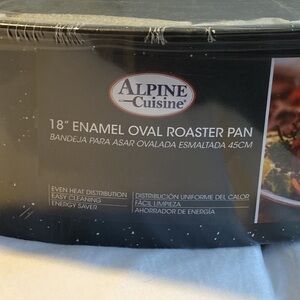 ALPINE
Cuisine®
18" ENAMEL OVAL ROASTER PAN
BANDEJA PARA ASAR OVALADA ESMALTADA 45CM
EVEN HEAT DISTRIBUTION
EASY CLEANING
ENERGY SAVER
DISTRIBUCIÓN UNIFORME DEL CALOR
FÁCIL LIMPIEZA
AHORRADOR DE ENERGÍA